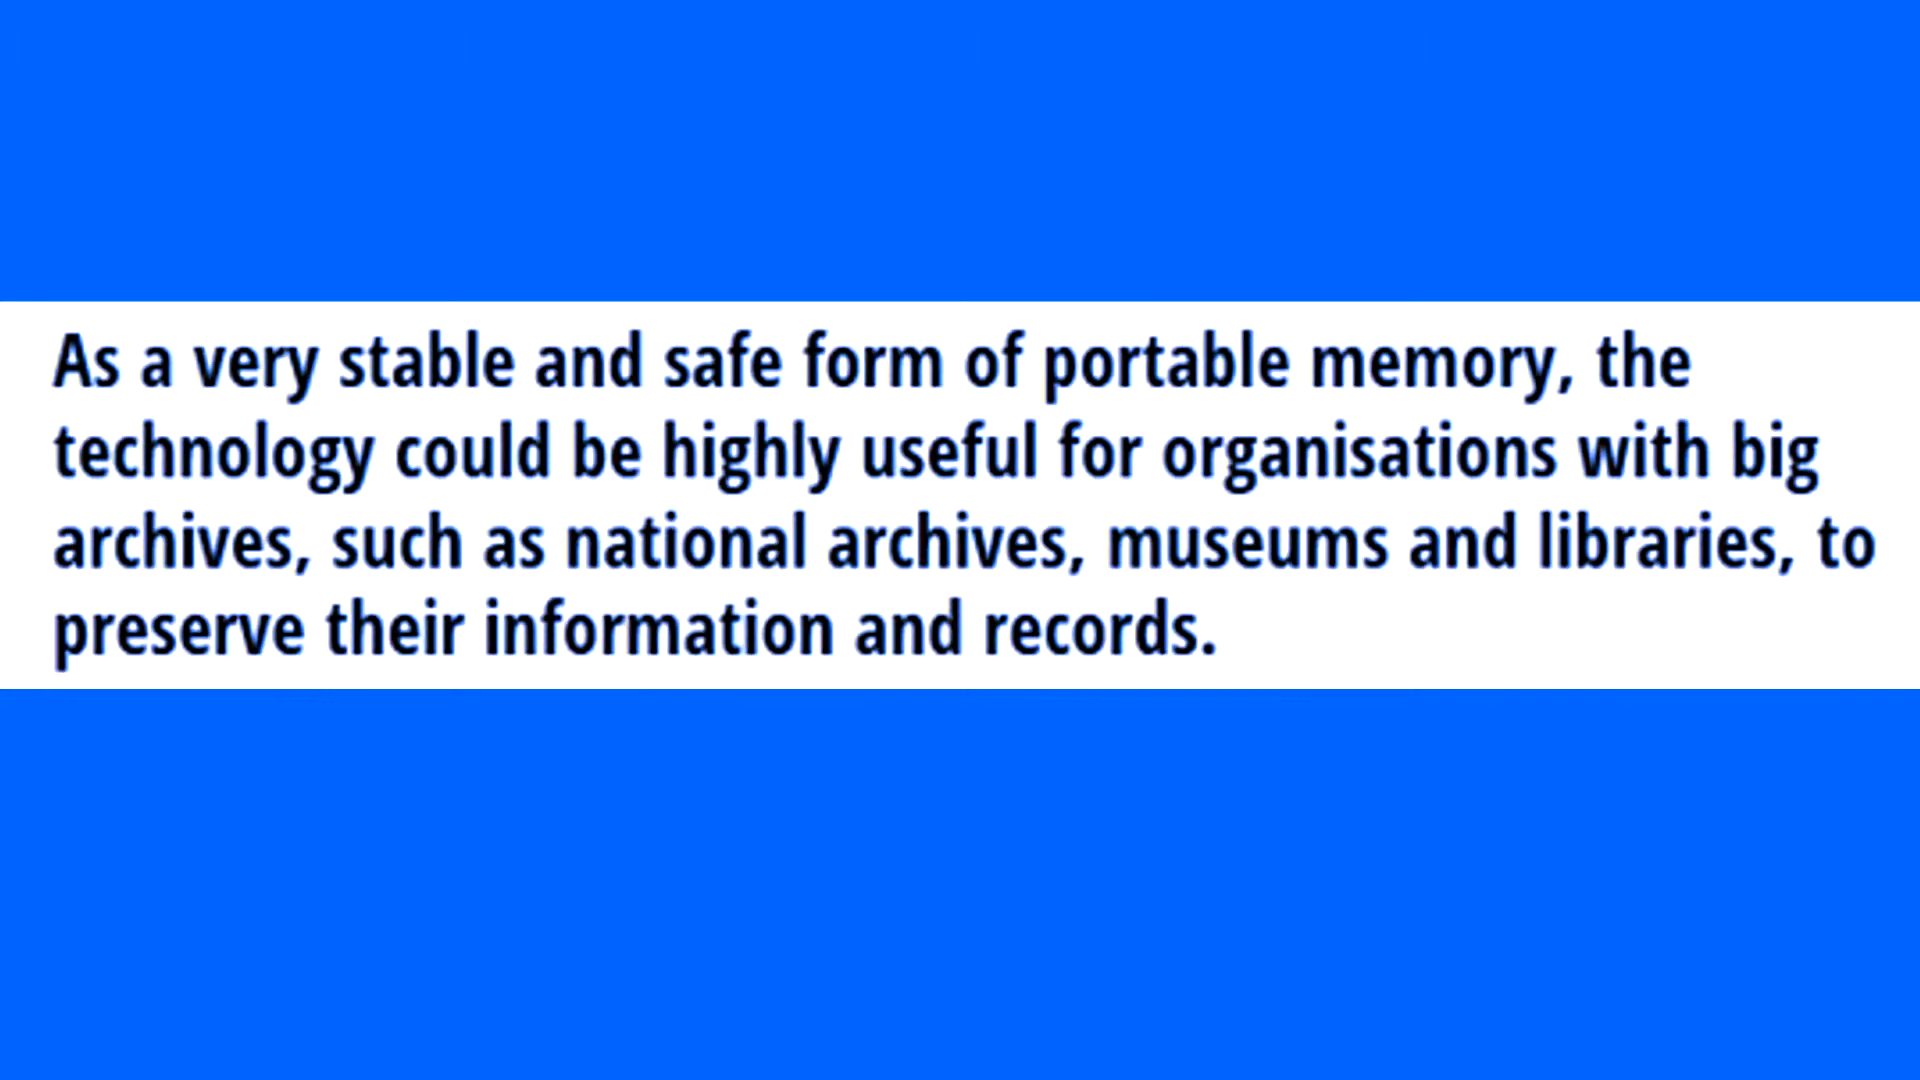 As a very stable and safe form of portable memory, the
technology could be highly useful for organisations with big
archives, such as national archives, museums and libraries, to
preserve their information and records.